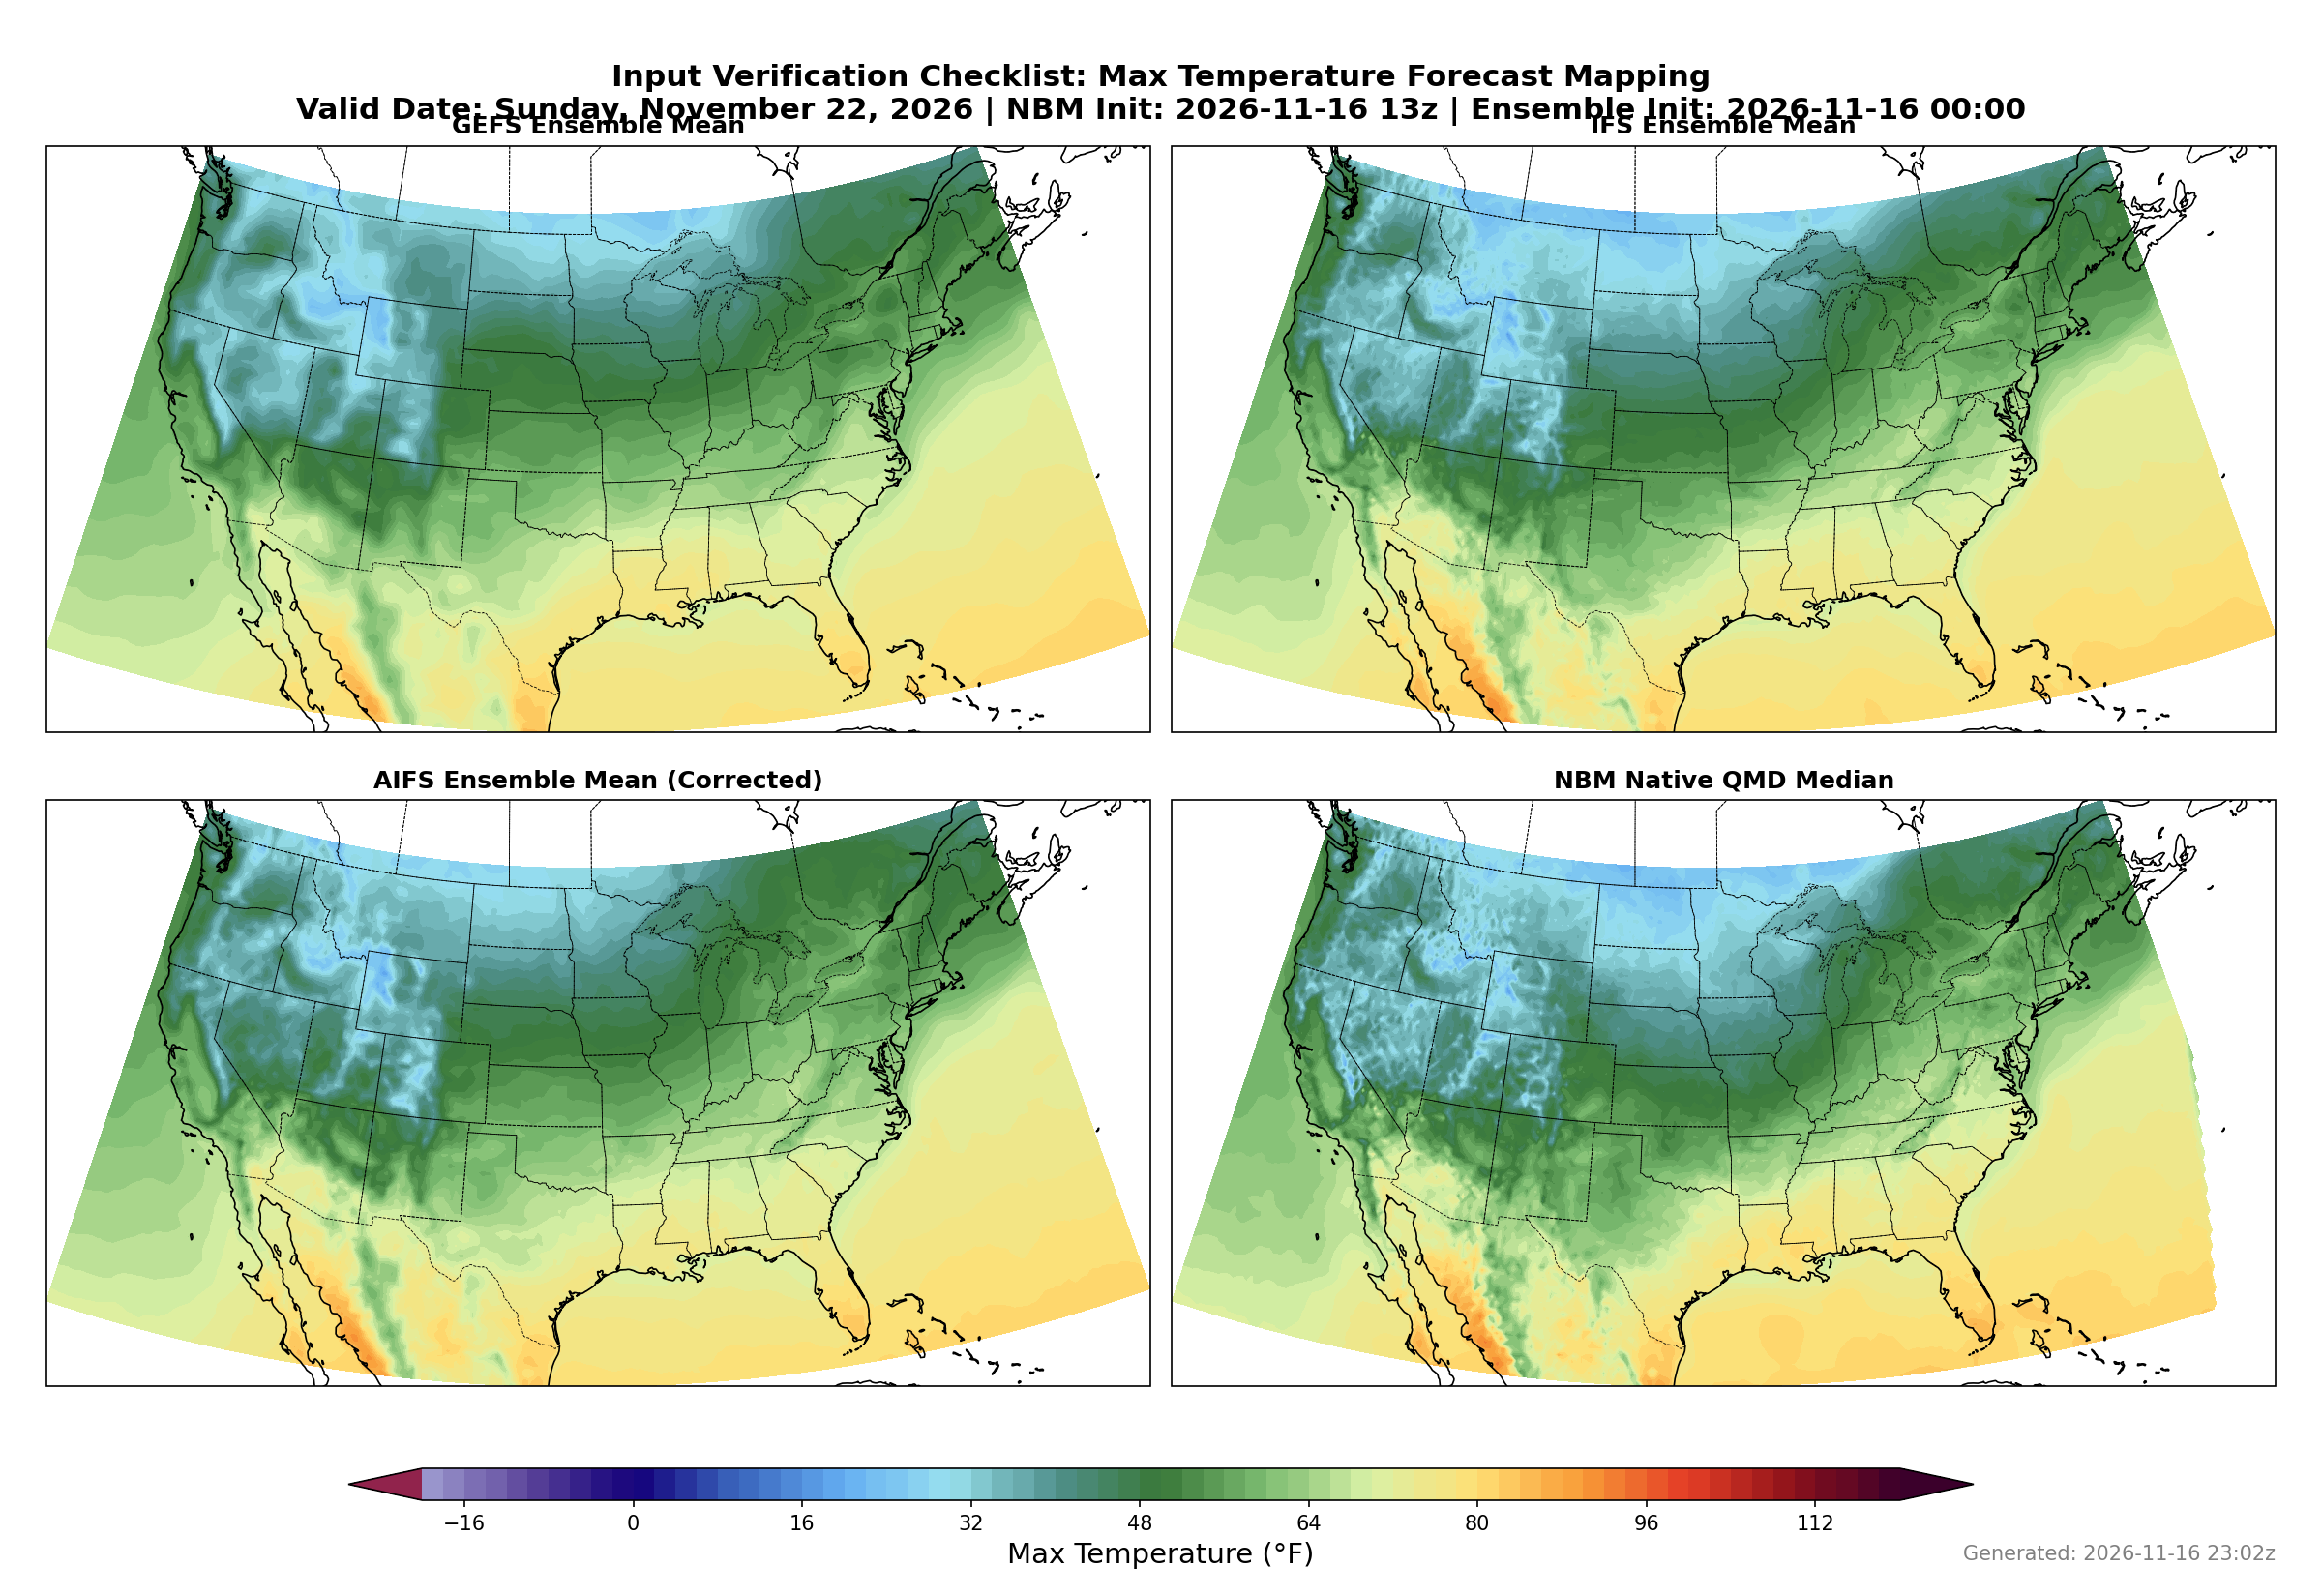 Input Verification Checklist: Max Temperature Forecast Mapping
Valid Date: Sunday, November 22, 2026 | NBM Init: 2026-11-16 13z | Ensemble Init: 2026-11-16 00:00
GEFS Ensemble Mean
IFS Ensemble Mean
AIFS Ensemble Mean (Corrected)
NBM Native QMD Median
−16 0 16 32 48 64 80 96 112
Max Temperature (°F)
Generated: 2026-11-16 23:02z